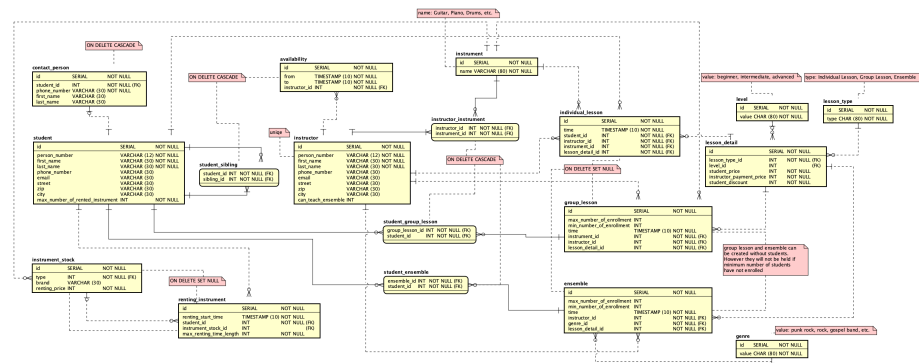 name: Guitar, Piano, Drums, etc.
ON DELETE CASCADE
contact_person
id SERIAL NOT NULL
student_id INT NOT NULL (FK)
phone_number VARCHAR (30) NOT NULL
first_name VARCHAR (30)
last_name VARCHAR (30)
availability
id SERIAL NOT NULL
from TIMESTAMP (10) NOT NULL
to TIMESTAMP (10) NOT NULL
instructor_id INT NOT NULL (FK)
ON DELETE CASCADE
instrument
id SERIAL NOT NULL
name VARCHAR (80) NOT NULL
value: beginner, intermediate, advanced
type: Individual Lesson, Group Lesson, Ensemble
level
id SERIAL NOT NULL
value CHAR (80) NOT NULL
lesson_type
id SERIAL NOT NULL
type CHAR (80) NOT NULL
individual_lesson
id SERIAL NOT NULL
time TIMESTAMP (10) NOT NULL
student_id INT NOT NULL (FK)
instructor_id INT NOT NULL (FK)
instrument_id INT NOT NULL (FK)
lesson_detail_id INT NOT NULL (FK)
instructor_instrument
instructor_id INT NOT NULL (FK)
instrument_id INT NOT NULL (FK)
student
id SERIAL NOT NULL
person_number VARCHAR (12) NOT NULL
first_name VARCHAR (30) NOT NULL
last_name VARCHAR (30) NOT NULL
phone_number VARCHAR (30)
email VARCHAR (30)
street VARCHAR (30)
zip VARCHAR (30)
city VARCHAR (30)
max_number_of_rented_instrument INT NOT NULL
student_sibling
student_id INT NOT NULL (FK)
sibling_id INT NOT NULL (FK)
instructor
id SERIAL NOT NULL
person_number VARCHAR (12) NOT NULL
first_name VARCHAR (30) NOT NULL
last_name VARCHAR (30) NOT NULL
phone_number VARCHAR (30)
email VARCHAR (30)
street VARCHAR (30)
zip VARCHAR (30)
city VARCHAR (30)
can_teach_ensemble INT NOT NULL
ON DELETE CASCADE
ON DELETE SET NULL
lesson_detail
id SERIAL NOT NULL
lesson_type_id INT NOT NULL (FK)
level_id INT (FK)
student_price INT NOT NULL
instructor_payment_price INT NOT NULL
student_discount INT NOT NULL
group_lesson
id SERIAL NOT NULL
max_number_of_enrollment INT
min_number_of_enrollment INT
time TIMESTAMP (10) NOT NULL
instrument_id INT NOT NULL (FK)
instructor_id INT NOT NULL (FK)
lesson_detail_id INT NOT NULL (FK)
student_group_lesson
group_lesson_id INT NOT NULL (FK)
student_id INT NOT NULL (FK)
group lesson and ensemble can
be created without students.
However they will not be held if
minimum number of students
have not enrolled
instrument_stock
id SERIAL NOT NULL
type INT NOT NULL (FK)
brand VARCHAR (30)
renting_price INT NOT NULL
ON DELETE SET NULL
renting_instrument
id SERIAL NOT NULL
renting_start_time TIMESTAMP (10) NOT NULL
student_id INT NOT NULL (FK)
instrument_stock_id INT (FK)
max_renting_time_length INT NOT NULL
student_ensemble
ensemble_id INT NOT NULL (FK)
student_id INT NOT NULL (FK)
ensemble
id SERIAL NOT NULL
max_number_of_enrollment INT
min_number_of_enrollment INT
time TIMESTAMP (10) NOT NULL
instructor_id INT NOT NULL (FK)
genre_id INT NOT NULL (FK)
lesson_detail_id INT NOT NULL (FK)
value: punk rock, rock, gospel band, etc.
genre
id SERIAL NOT NULL
value CHAR (80) NOT NULL